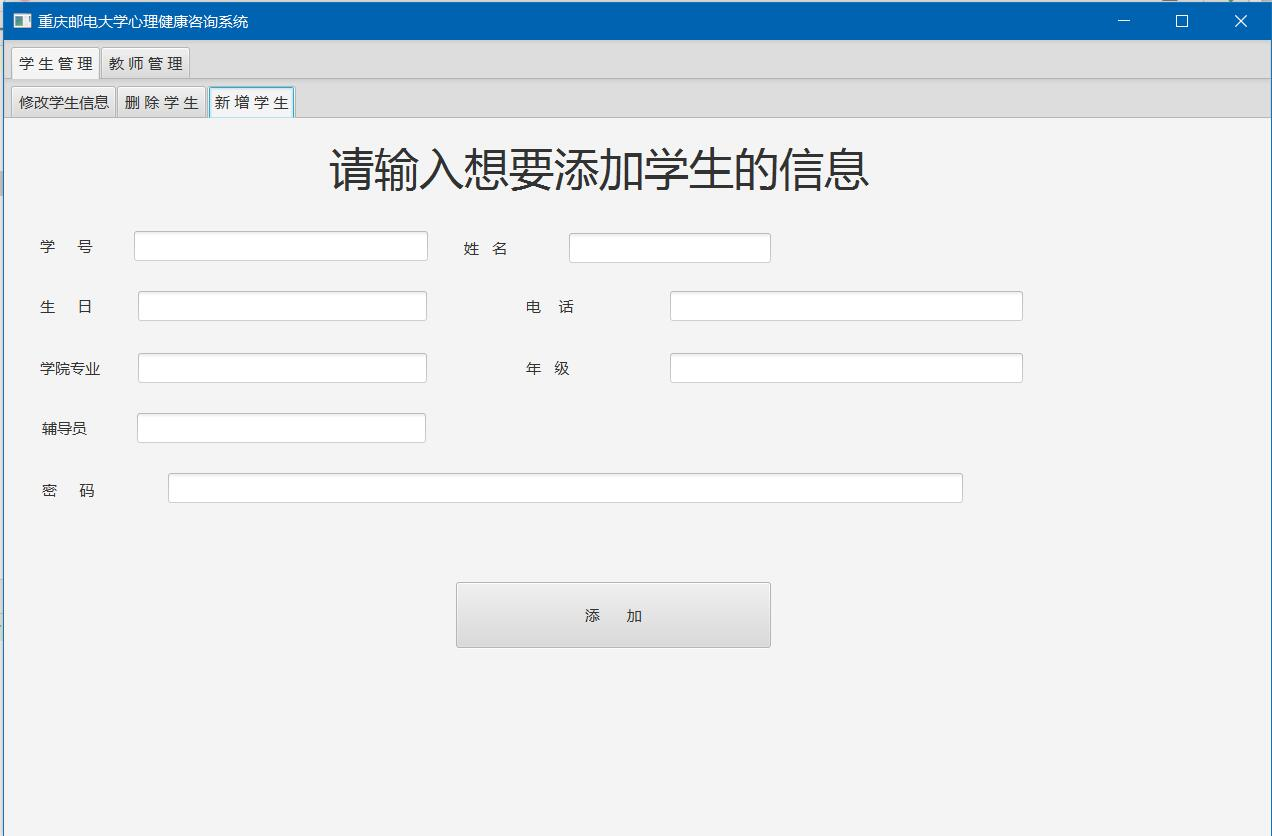 重庆邮电大学心理健康咨询系统
学 生 管 理 教 师 管 理
修改学生信息 删 除 学 生 新 增 学 生
请输入想要添加学生的信息
学 号 姓 名
生 日 电 话
学院专业 年 级
辅导员
密 码
添 加